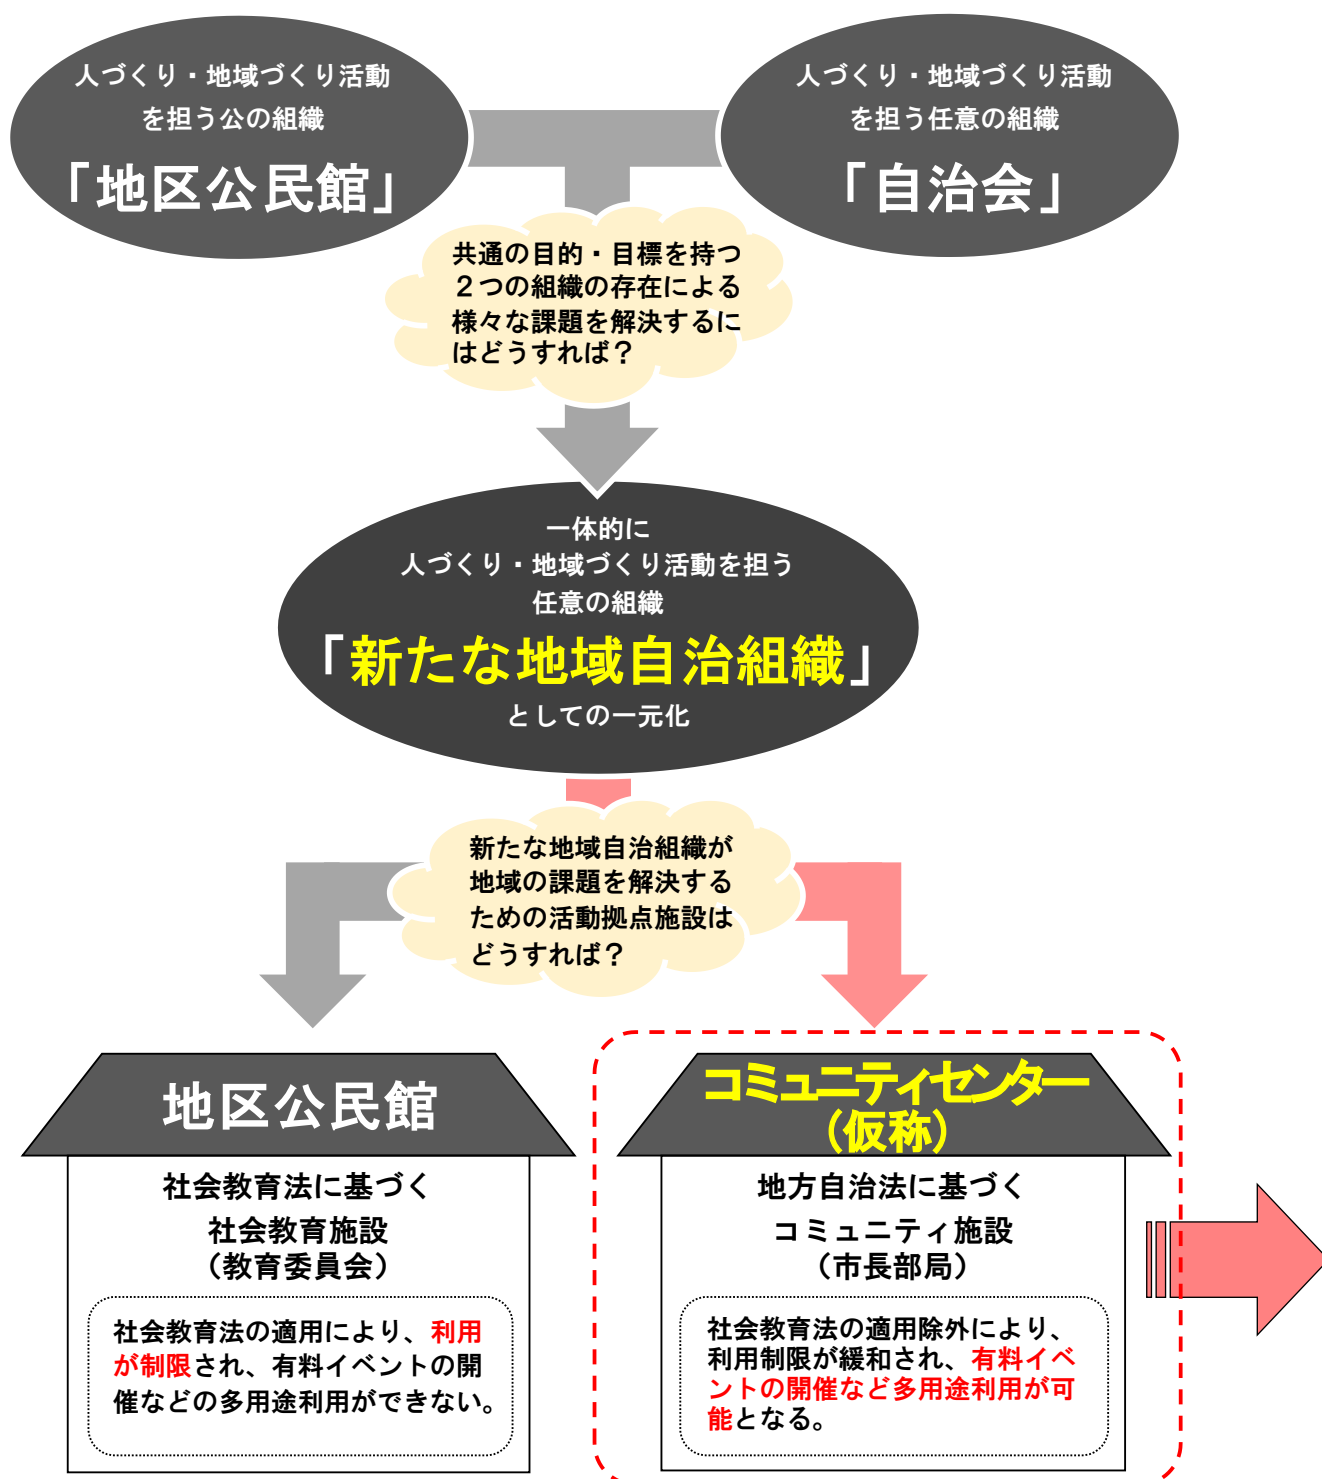 人づくり・地域づくり活動
を担う公の組織
「地区公民館」
人づくり・地域づくり活動
を担う任意の組織
「自治会」
共通の目的・目標を持つ
２つの組織の存在による
様々な課題を解決するに
はどうすれば？
一体的に
人づくり・地域づくり活動を担う
任意の組織
「新たな地域自治組織」
としての一元化
新たな地域自治組織が
地域の課題を解決する
ための活動拠点施設は
どうすれば？
地区公民館
社会教育法に基づく
社会教育施設
（教育委員会）
社会教育法の適用により、利用
が制限され、有料イベントの開
催などの多用途利用ができない。
コミュニティセンター
（仮称）
地方自治法に基づく
コミュニティ施設
（市長部局）
社会教育法の適用除外により、
利用制限が緩和され、有料イベ
ントの開催など多用途利用が可
能となる。